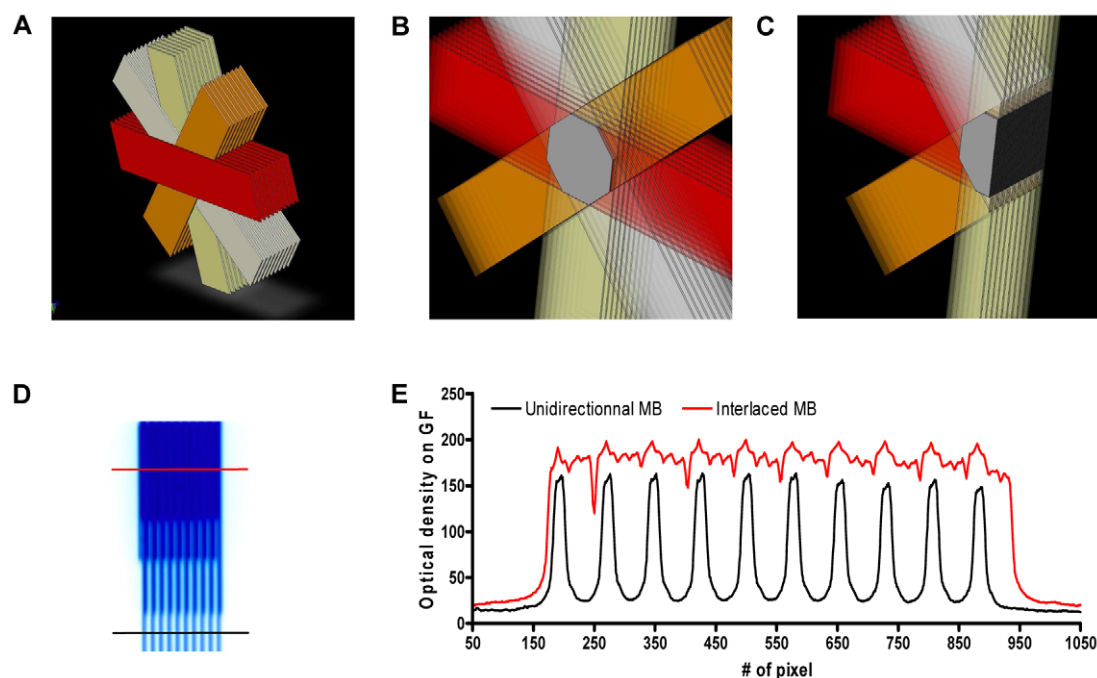 A
B
C
D
E
Unidirectionnal MB
Interlaced MB
Optical density on GF
250
200
150
100
50
0
50 150 250 350 450 550 650 750 850 950 1050
# of pixel